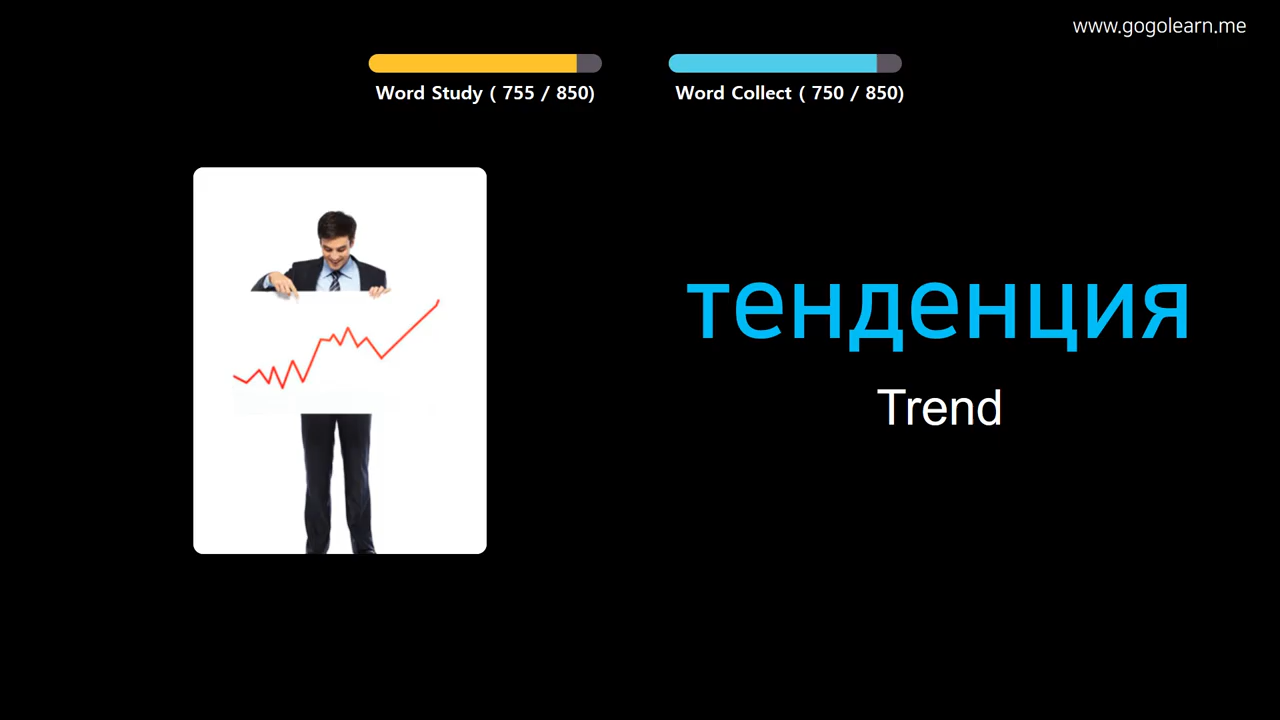 www.gogolearn.me
Word Study ( 755 / 850)
Word Collect ( 750 / 850)
тенденция
Trend